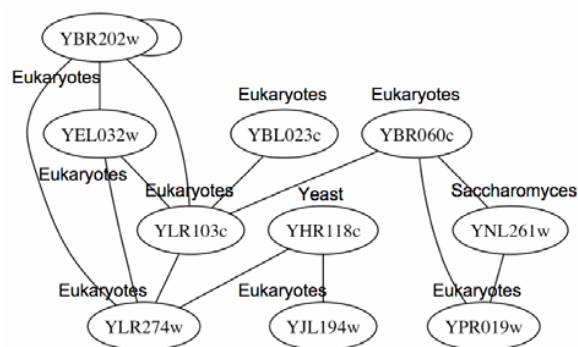 YBR202w
Eukaryotes
Eukaryotes Eukaryotes
YEL032w YBL023c YBR060c
Eukaryotes Eukaryotes Saccharomyces
Yeast
YLR103c YHR118c YNL261w
Eukaryotes Eukaryotes Eukaryotes
YLR274w YJL194w YPR019w